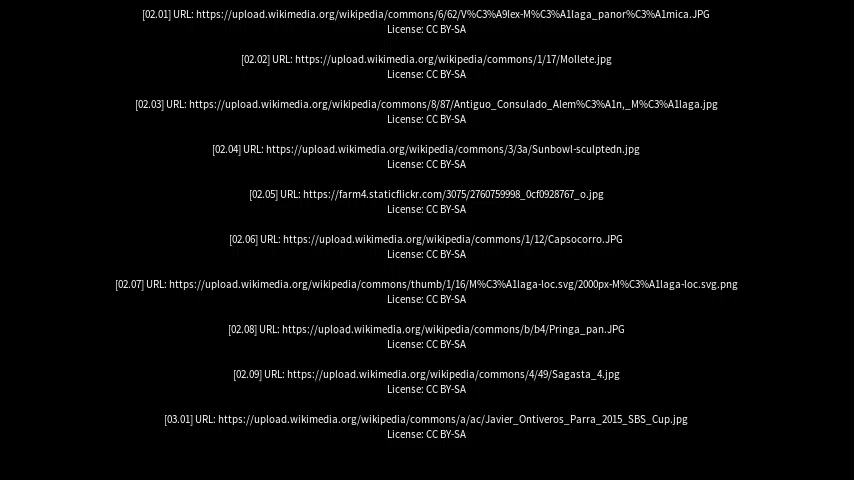 [02.01] URL: https://upload.wikimedia.org/wikipedia/commons/6/62/V%C3%A9lex-M%C3%A1laga_panor%C3%A1mica.JPG
License: CC BY-SA
[02.02] URL: https://upload.wikimedia.org/wikipedia/commons/1/17/Mollete.jpg
License: CC BY-SA
[02.03] URL: https://upload.wikimedia.org/wikipedia/commons/8/87/Antiguo_Consulado_Alem%C3%A1n,_M%C3%A1laga.jpg
License: CC BY-SA
[02.04] URL: https://upload.wikimedia.org/wikipedia/commons/3/3a/Sunbowl-sculptedn.jpg
License: CC BY-SA
[02.05] URL: https://farm4.staticflickr.com/3075/2760759998_0cf0928767_o.jpg
License: CC BY-SA
[02.06] URL: https://upload.wikimedia.org/wikipedia/commons/1/12/Capsocorro.JPG
License: CC BY-SA
[02.07] URL: https://upload.wikimedia.org/wikipedia/commons/thumb/1/16/M%C3%A1laga-loc.svg/2000px-M%C3%A1laga-loc.svg.png
License: CC BY-SA
[02.08] URL: https://upload.wikimedia.org/wikipedia/commons/b/b4/Pringa_pan.JPG
License: CC BY-SA
[02.09] URL: https://upload.wikimedia.org/wikipedia/commons/4/49/Sagasta_4.jpg
License: CC BY-SA
[03.01] URL: https://upload.wikimedia.org/wikipedia/commons/a/ac/Javier_Ontiveros_Parra_2015_SBS_Cup.jpg
License: CC BY-SA